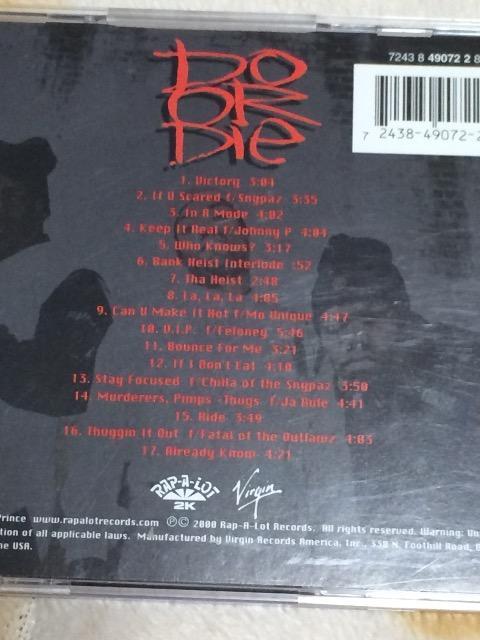 DO
OR
DIE
7243 8 49072 2 8
7 2438-49072-2
1. Victory 3:04
2. If U Scared f/Snypaz 3:35
3. In A Mode 4:02
4. Keep It Real f/Johnny P 4:04
5. Who Knows? 3:17
6. Bank Heist Interlode :52
7. Tha Heist 2:48
8. La, La, La 4:05
9. Can U Make It Hot f/Mo Unique 4:47
10. V.I.P. f/Feloney 5:46
11. Bounce For Me 3:21
12. If I Don't Eat 4:10
13. Stay Focused f/Chilla of the Snypaz 3:50
14. Murderers, Pimps -Thugs f/Ja Rule 4:41
15. Ride 3:49
16. Thuggin It Out f/Fatal of the Outlawz 4:03
17. Already Know 4:21
RAP-A-LOT
2K
Virgin
Prince www.rapalotrecords.com ℗© 2000 Rap-A-Lot Records. All rights reserved. Warning: Un
tion of all applicable laws. Manufactured by Virgin Records America, Inc., 338 N. Foothill Road,
he USA.